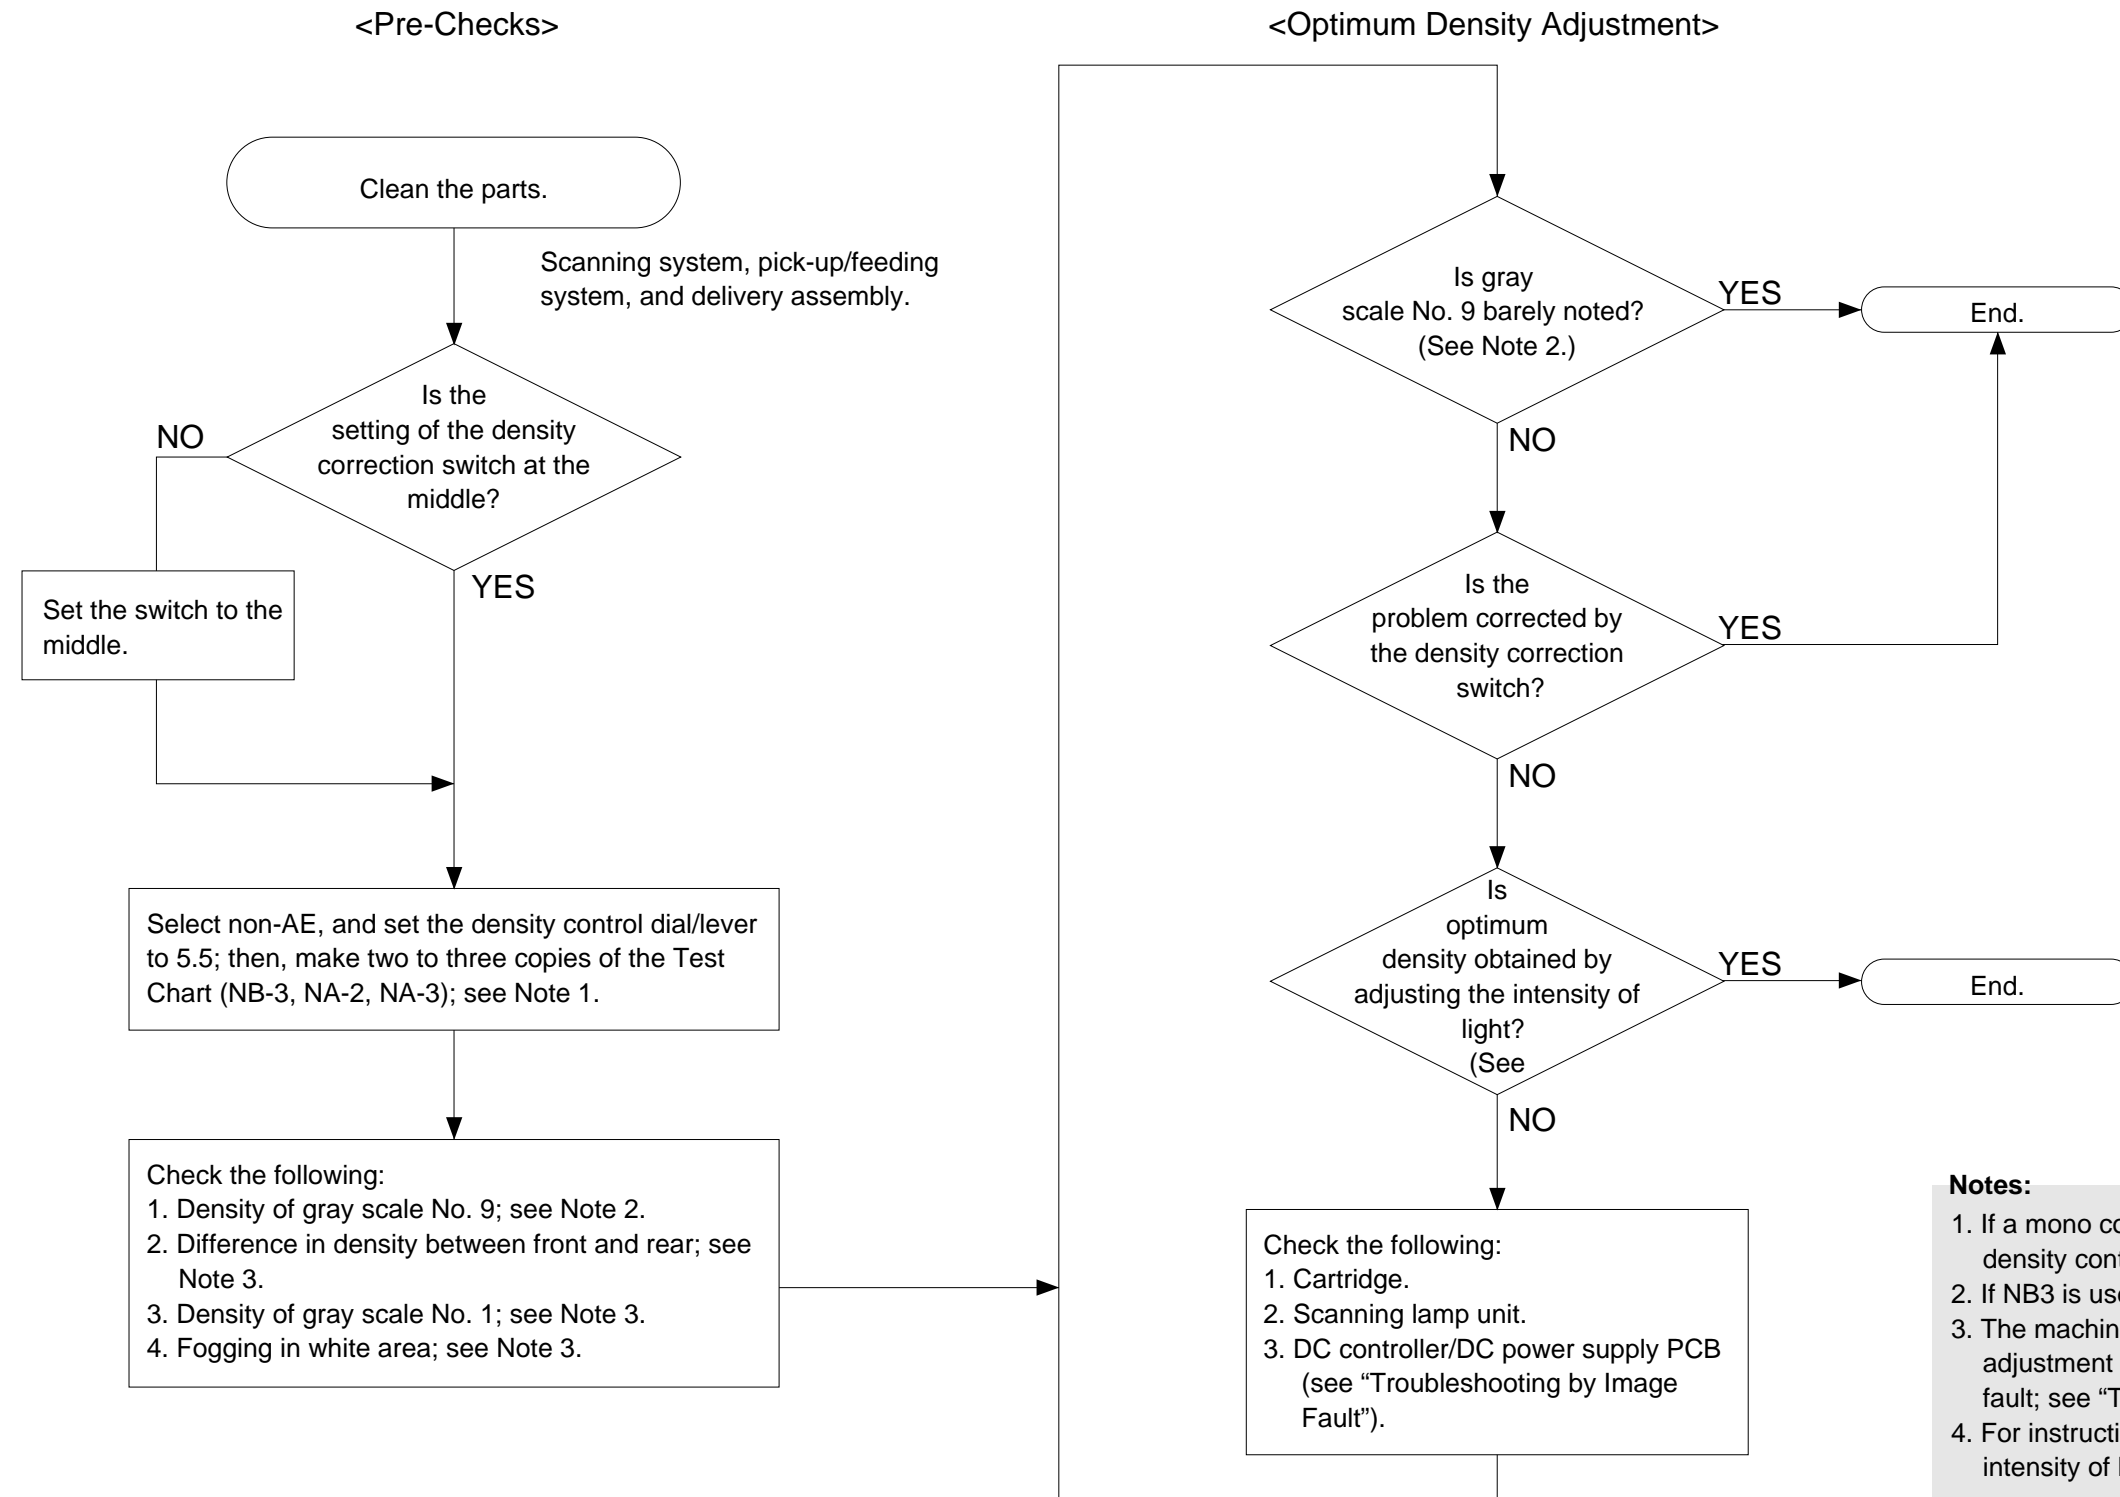 <Pre-Checks>
Clean the parts.
Scanning system, pick-up/feeding
system, and delivery assembly.
Is the
setting of the density
correction switch at the
middle?
NO
YES
Set the switch to the
middle.
Select non-AE, and set the density control dial/lever
to 5.5; then, make two to three copies of the Test
Chart (NB-3, NA-2, NA-3); see Note 1.
Check the following:
1. Density of gray scale No. 9; see Note 2.
2. Difference in density between front and rear; see
Note 3.
3. Density of gray scale No. 1; see Note 3.
4. Fogging in white area; see Note 3.
<Optimum Density Adjustment>
Is gray
scale No. 9 barely noted?
(See Note 2.)
YES
End.
NO
Is the
problem corrected by
the density correction
switch?
YES
NO
Is
optimum
density obtained by
adjusting the intensity of
light?
(See
YES
End.
NO
Check the following:
1. Cartridge.
2. Scanning lamp unit.
3. DC controller/DC power supply PCB
(see “Troubleshooting by Image
Fault”).
Notes:
1. If a mono
density
2. If NB3 is
3. The
adjustment
fault; see
4. For
intensity of